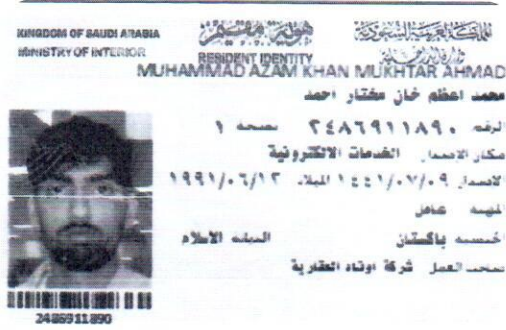 KINGDOM OF SAUDI ARABIA
MINISTRY OF INTERIOR
هوية مقيم
RESIDENT IDENTITY
المملكة العربية السعودية
وزارة الداخلية
MUHAMMAD AZAM KHAN MUKHTAR AHMAD
محمد اعظم خان مختار احمد
الرقم ٢٤٨٦٩١١٨٩٠ نسخة ١
مكان الاصدار الخدمات الالكترونية
الاصدار ١٤٤١/٠٧/٠٩ الميلاد ١٩٩١/٠٦/١٢
المهنة عامل
الجنسية باكستان الديانة الاسلام
صاحب العمل شركة اوتاد العقارية
2486911890